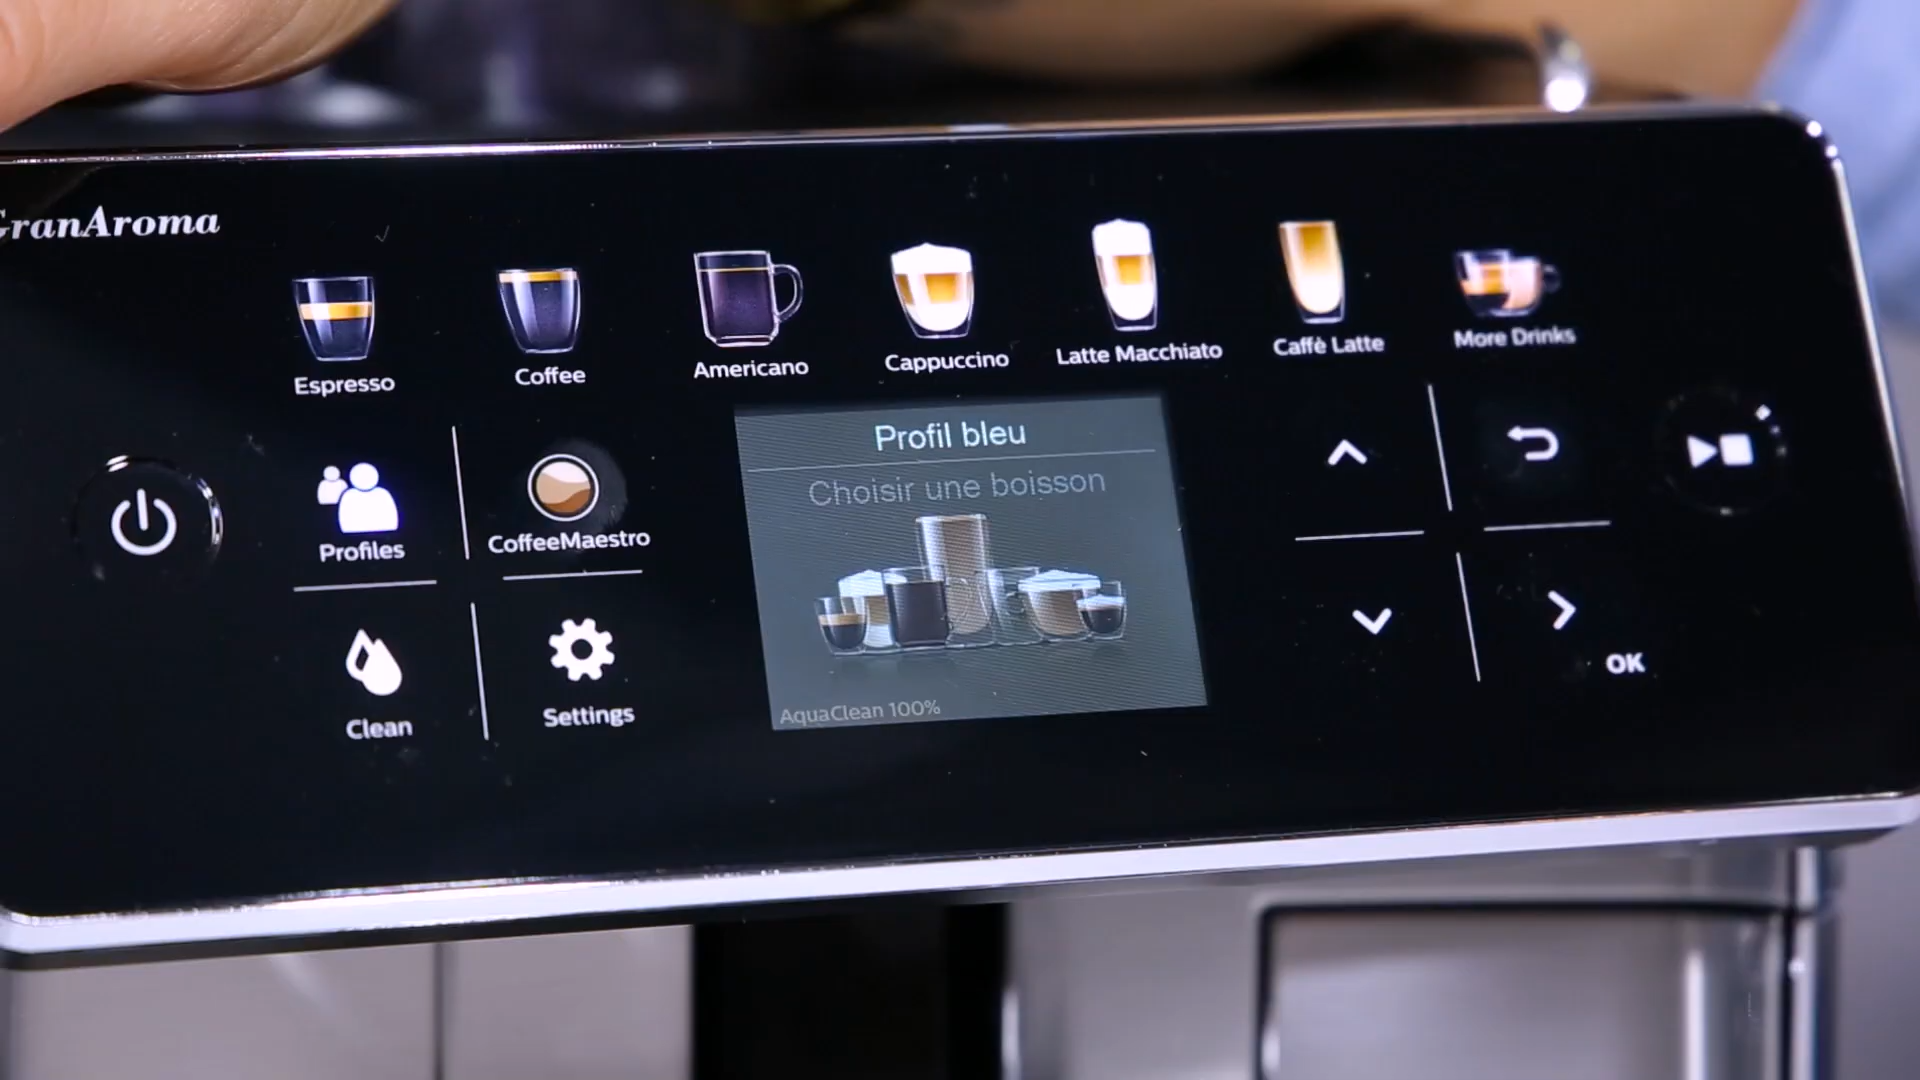 GranAroma
Espresso
Coffee
Americano
Cappuccino
Latte Macchiato
Caffè Latte
More Drinks
Profiles
CoffeeMaestro
Clean
Settings
Profil bleu
Choisir une boisson
AquaClean 100%
OK